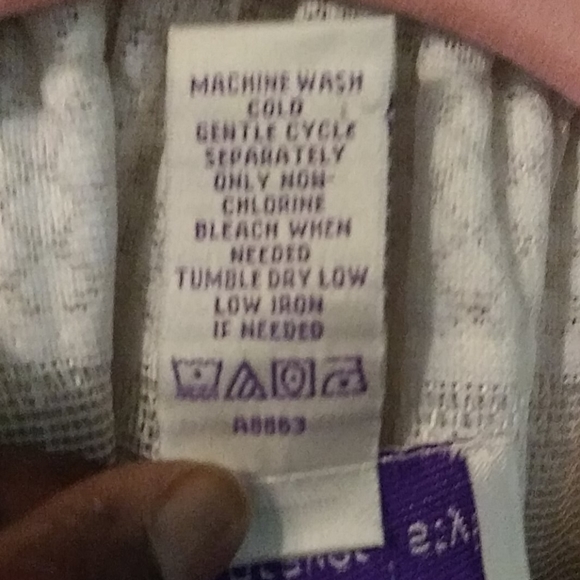 MACHINE WASH
COLD
GENTLE CYCLE
SEPARATELY
ONLY NON-
CHLORINE
BLEACH WHEN
NEEDED
TUMBLE DRY LOW
LOW IRON
IF NEEDED